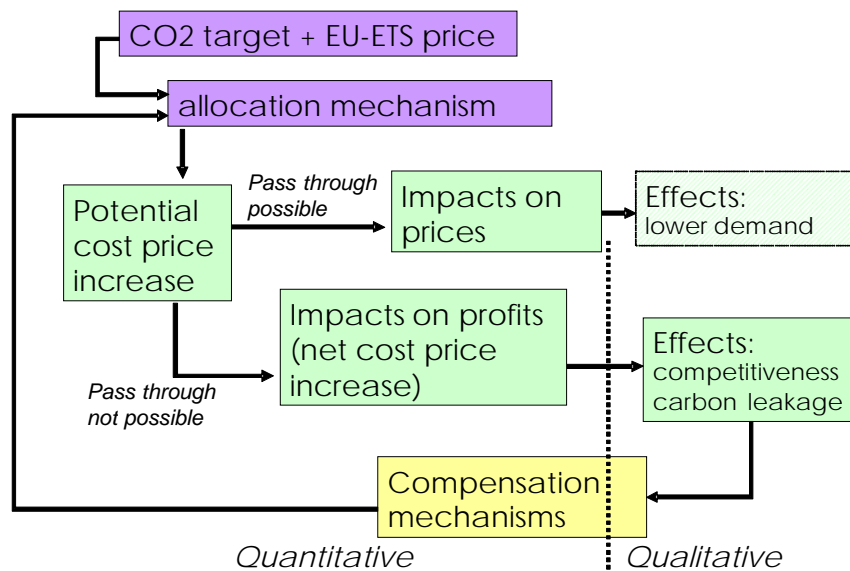 CO2 target + EU-ETS price
allocation mechanism
Pass through
possible
Potential
cost price
increase
Impacts on
prices
Effects:
lower demand
Impacts on profits
(net cost price
increase)
Effects:
competitiveness
carbon leakage
Pass through
not possible
Compensation
mechanisms
Quantitative
Qualitative